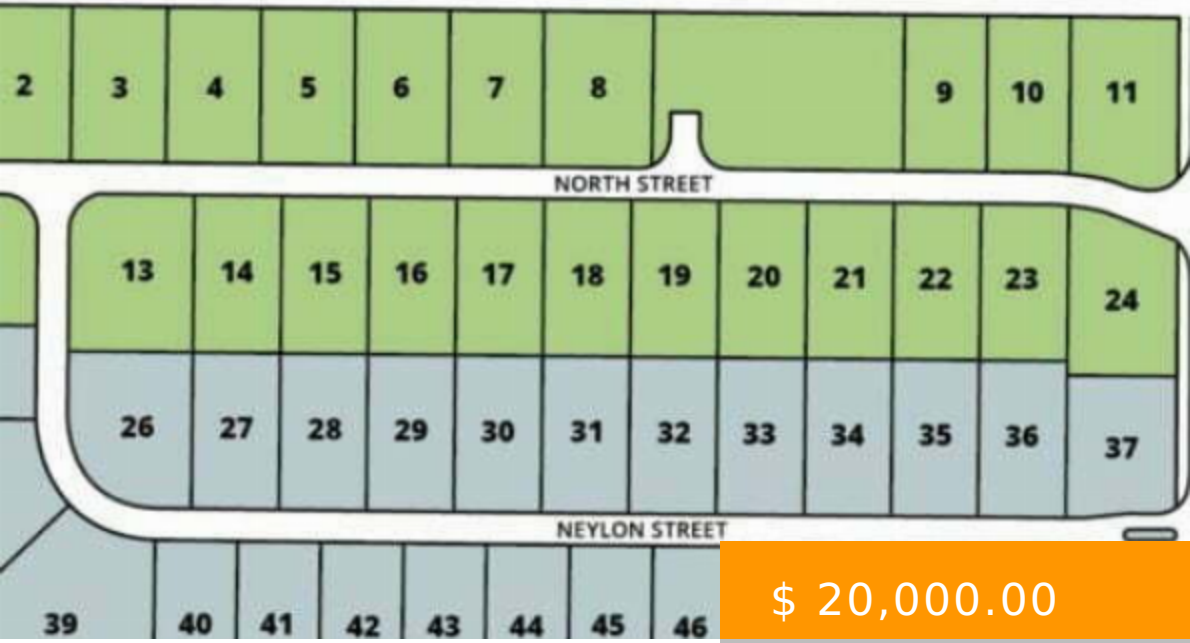 2 3 4 5 6 7 8 9 10 11
NORTH STREET
13 14 15 16 17 18 19 20 21 22 23 24
26 27 28 29 30 31 32 33 34 35 36 37
NEYLON STREET
39 40 41 42 43 44 45 46
$ 20,000.00